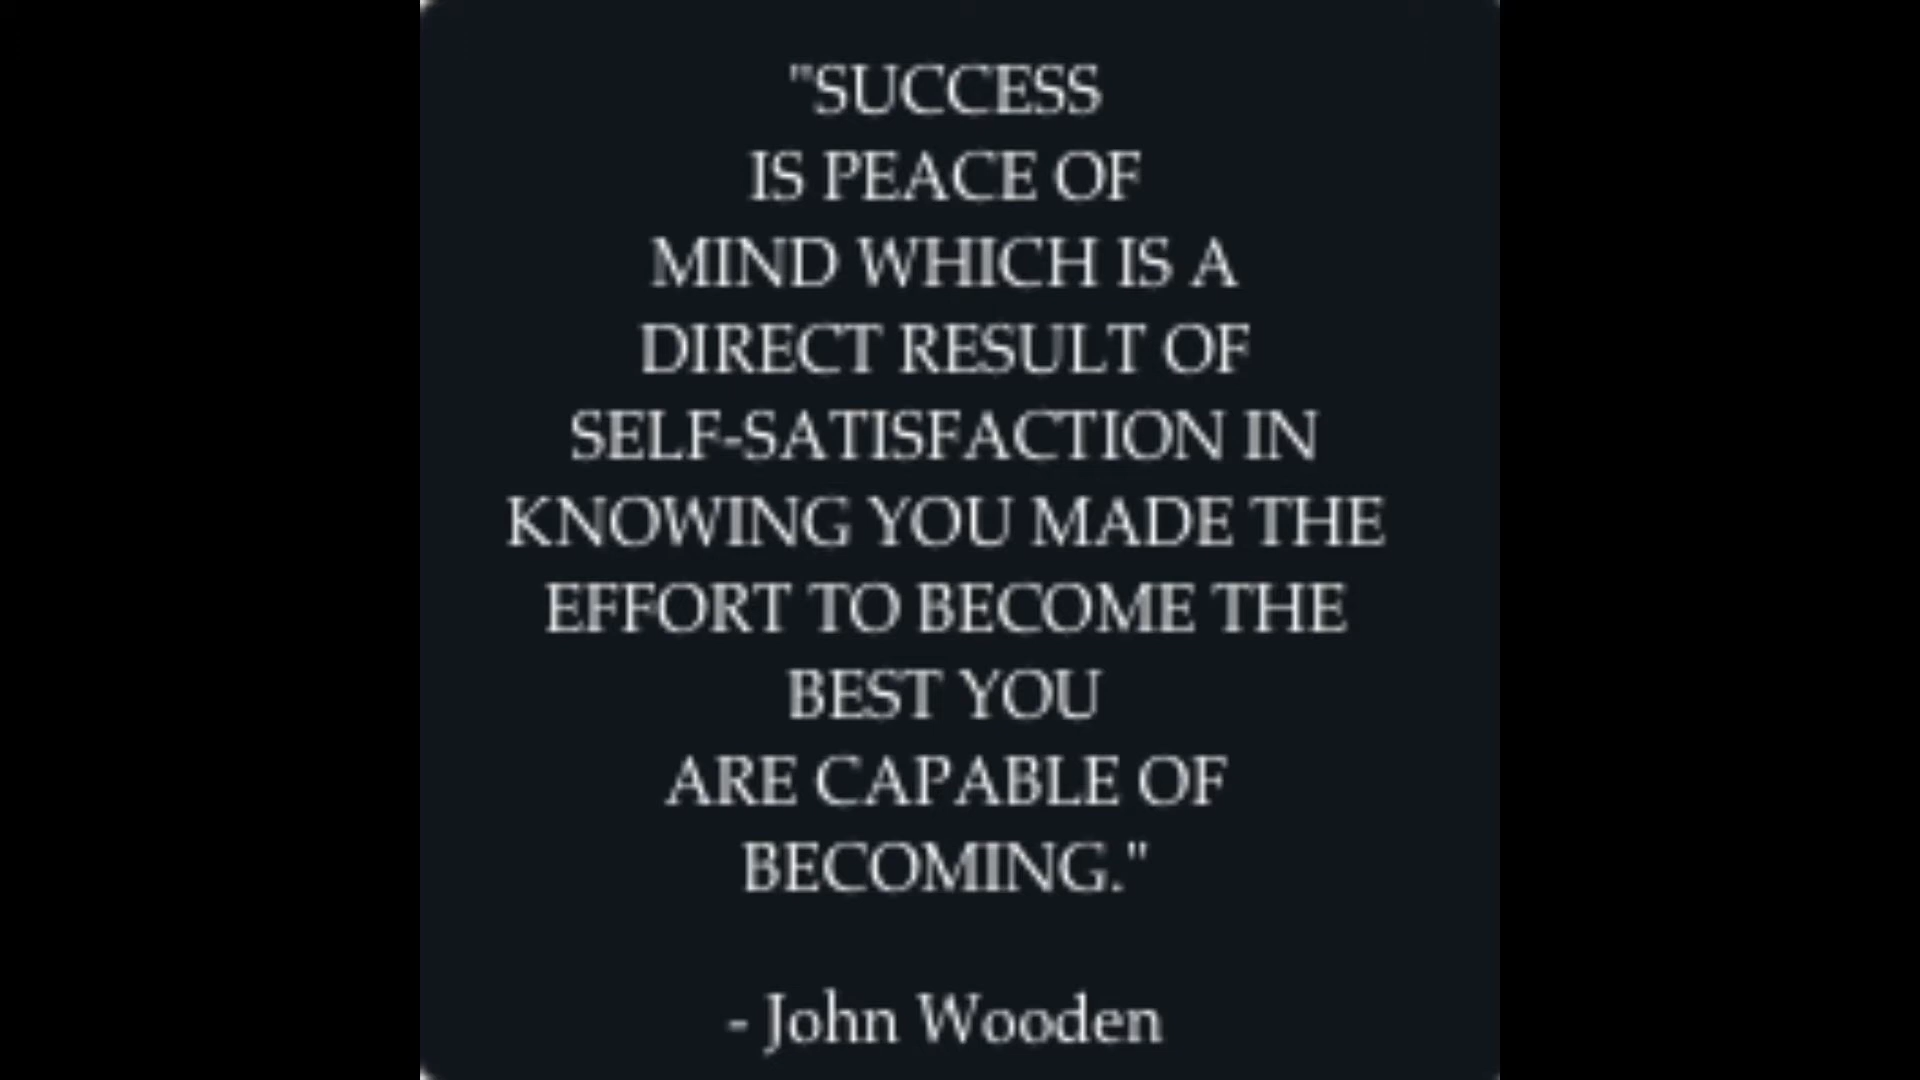 "SUCCESS
IS PEACE OF
MIND WHICH IS A
DIRECT RESULT OF
SELF-SATISFACTION IN
KNOWING YOU MADE THE
EFFORT TO BECOME THE
BEST YOU
ARE CAPABLE OF
BECOMING."
- John Wooden